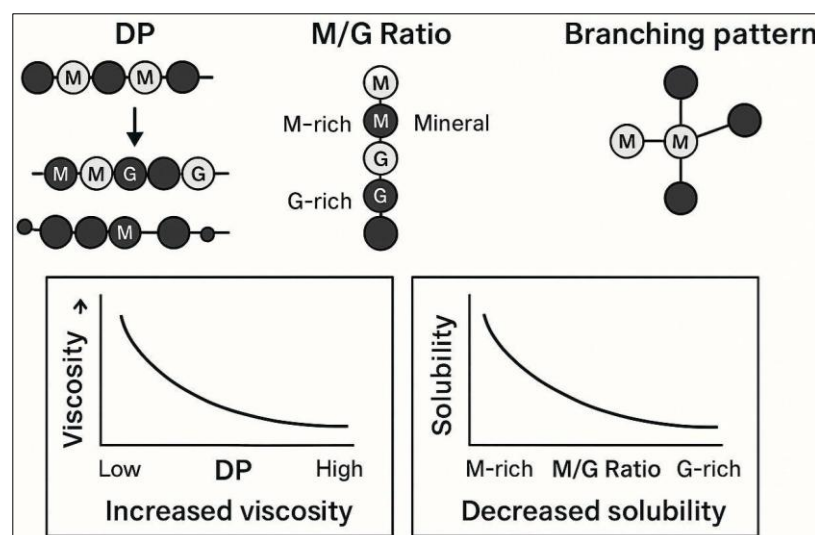 DP
M M
M M G G
M
M/G Ratio
M
M-rich M Mineral
G
G-rich G
Branching pattern
M M
Viscosity →
Low DP High
Increased viscosity
Solubility
M-rich M/G Ratio G-rich
Decreased solubility